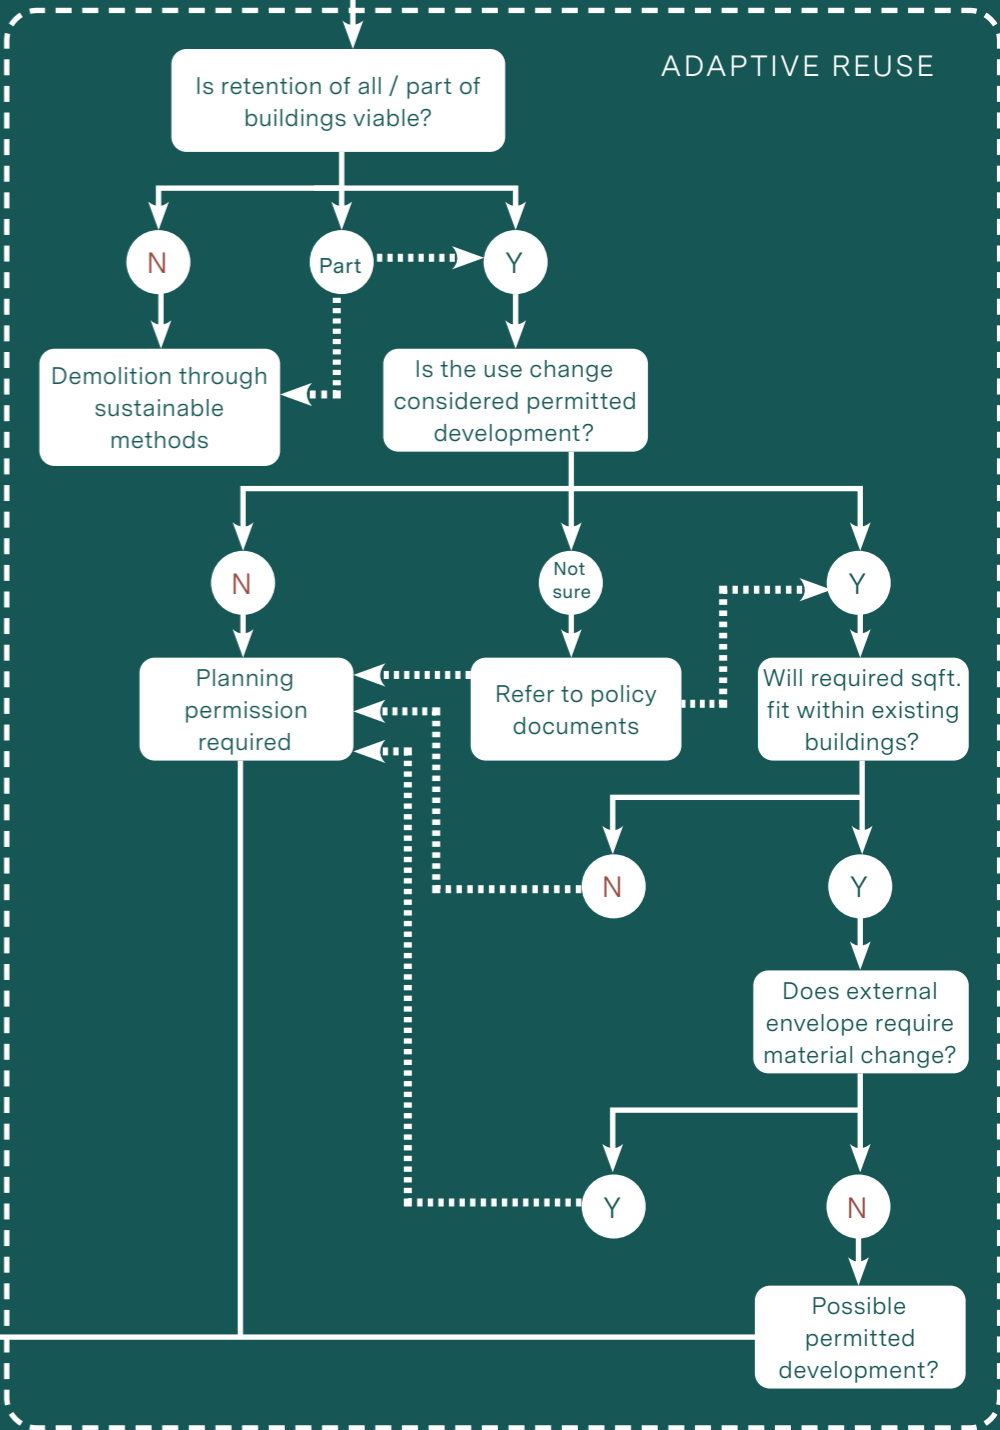 ADAPTIVE REUSE
Is retention of all / part of
buildings viable?
N
Part
Y
Demolition through
sustainable
methods
Is the use change
considered permitted
development?
N
Not
sure
Y
Planning
permission
required
Refer to policy
documents
Will required sqft.
fit within existing
buildings?
N
Y
Does external
envelope require
material change?
Y
N
Possible
permitted
development?